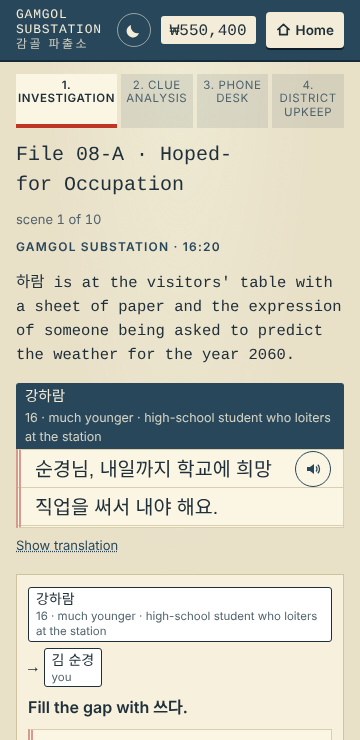 GAMGOL
SUBSTATION
감골 파출소
₩550,400
Home
1.
INVESTIGATION
2. CLUE
ANALYSIS
3. PHONE
DESK
4.
DISTRICT
UPKEEP
File 08-A · Hoped-
for Occupation
scene 1 of 10
GAMGOL SUBSTATION · 16:20
하람 is at the visitors' table with
a sheet of paper and the expression
of someone being asked to predict
the weather for the year 2060.
강하람
16 · much younger · high-school student who loiters
at the station
순경님, 내일까지 학교에 희망
직업을 써서 내야 해요.
Show translation
강하람
16 · much younger · high-school student who loiters
at the station
→
김 순경
you
Fill the gap with 쓰다.